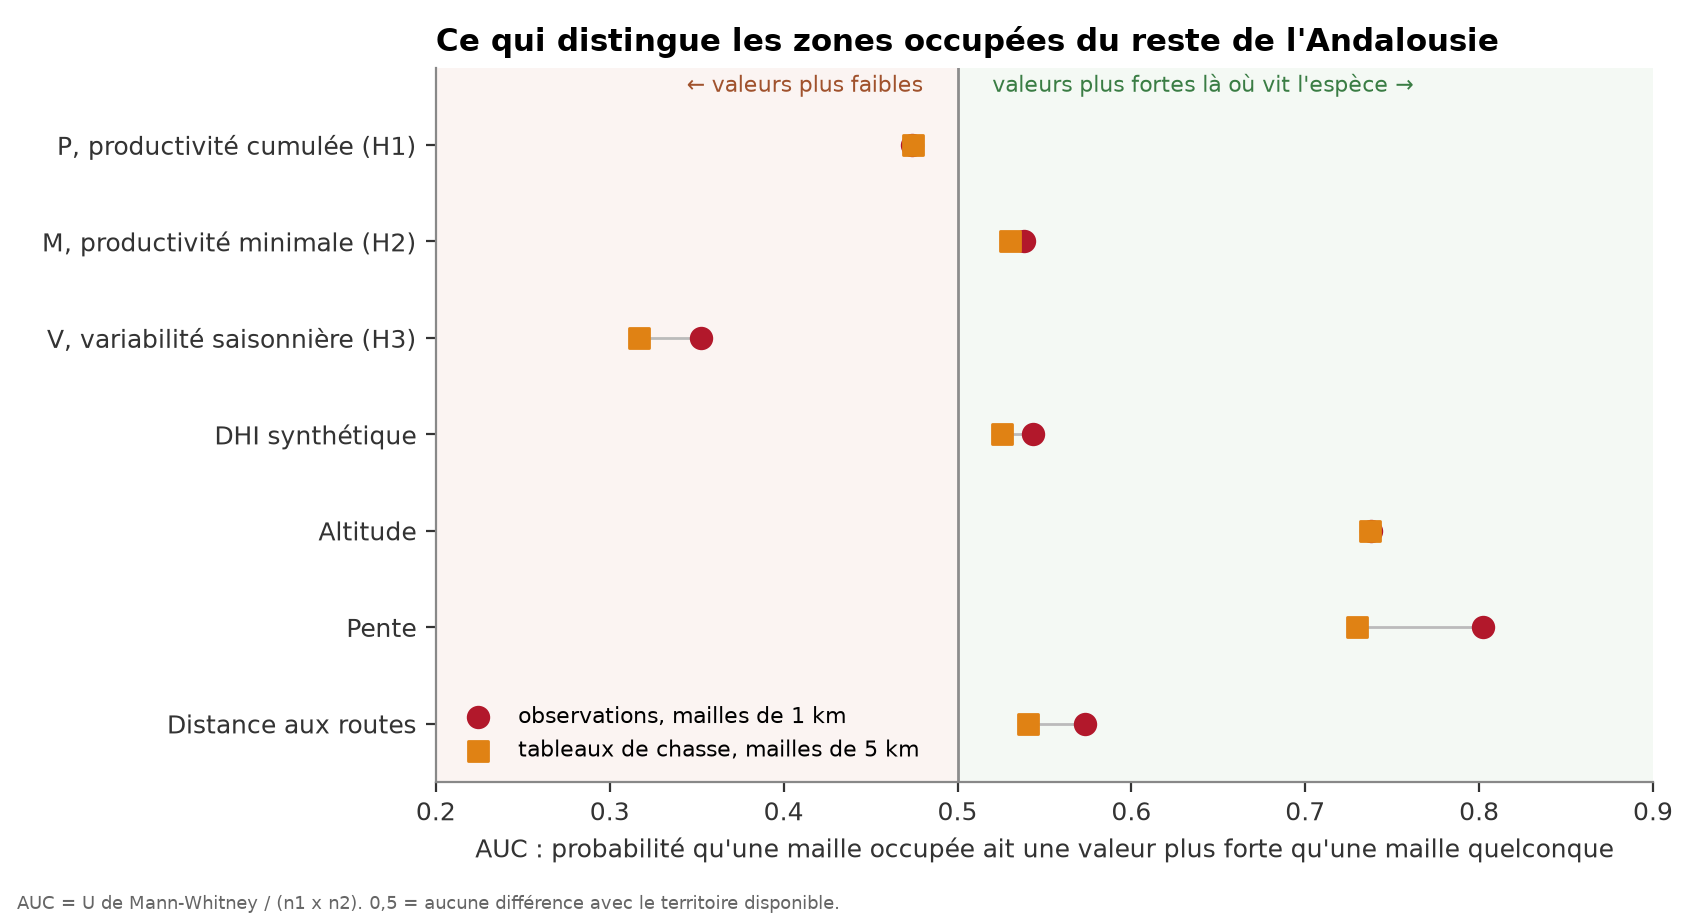 Ce qui distingue les zones occupées du reste de l'Andalousie
← valeurs plus faibles
valeurs plus fortes là où vit l'espèce →
P, productivité cumulée (H1)
M, productivité minimale (H2)
V, variabilité saisonnière (H3)
DHI synthétique
Altitude
Pente
Distance aux routes
observations, mailles de 1 km
tableaux de chasse, mailles de 5 km
0.2 0.3 0.4 0.5 0.6 0.7 0.8 0.9
AUC : probabilité qu'une maille occupée ait une valeur plus forte qu'une maille quelconque
AUC = U de Mann-Whitney / (n1 x n2). 0,5 = aucune différence avec le territoire disponible.